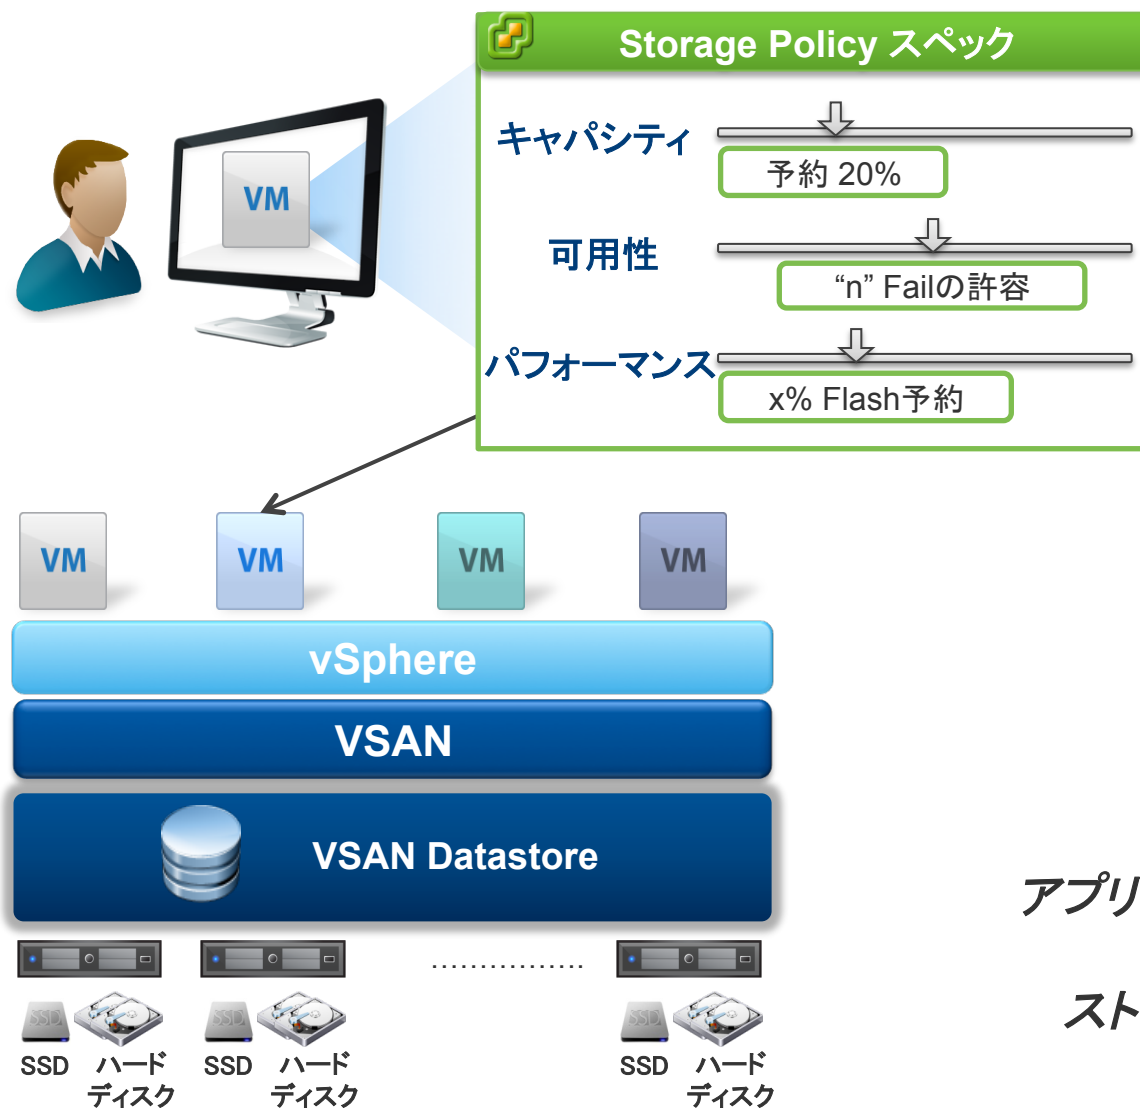 Storage Policy スペック
キャパシティ
予約 20%
VM
可用性
“n” Failの許容
パフォーマンス
x% Flash予約
VM
VM
VM
VM
vSphere
VSAN
VSAN Datastore
アプリ
................
スト
SSD
SSD
SSD
SSD ハード
ディスク
SSD ハード
ディスク
SSD ハード
ディスク